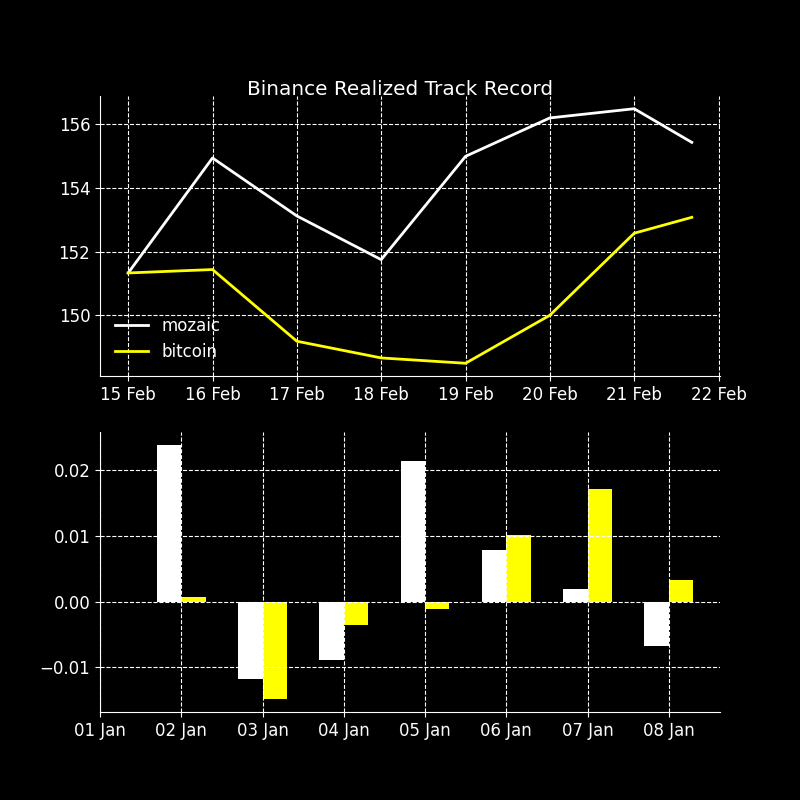 Binance Realized Track Record
156
154
152
150
mozaic
bitcoin
15 Feb 16 Feb 17 Feb 18 Feb 19 Feb 20 Feb 21 Feb 22 Feb
0.02
0.01
0.00
−0.01
01 Jan 02 Jan 03 Jan 04 Jan 05 Jan 06 Jan 07 Jan 08 Jan